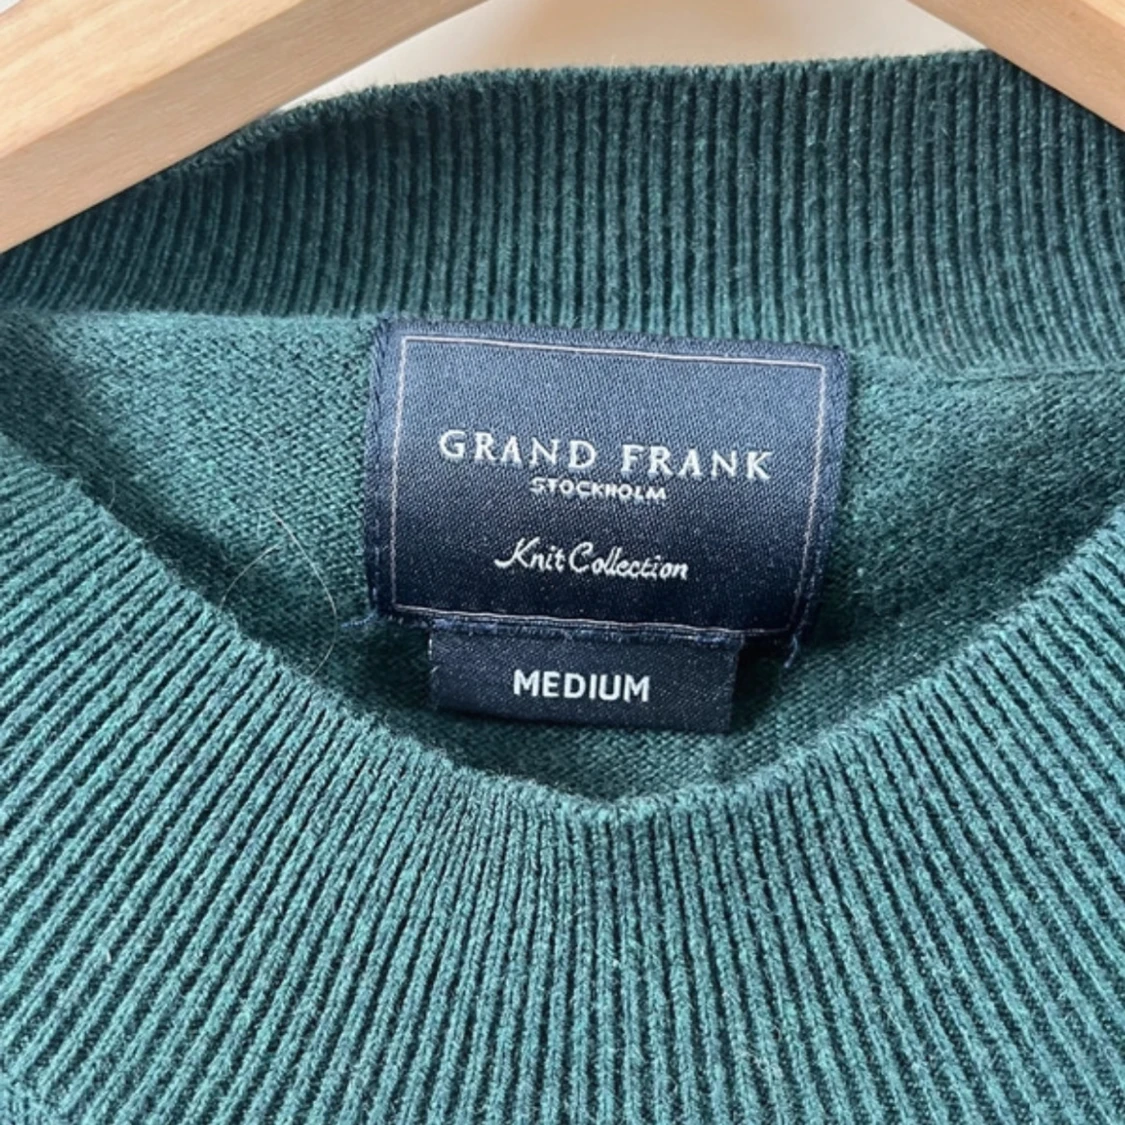 GRAND FRANK
STOCKHOLM
Knit Collection
MEDIUM